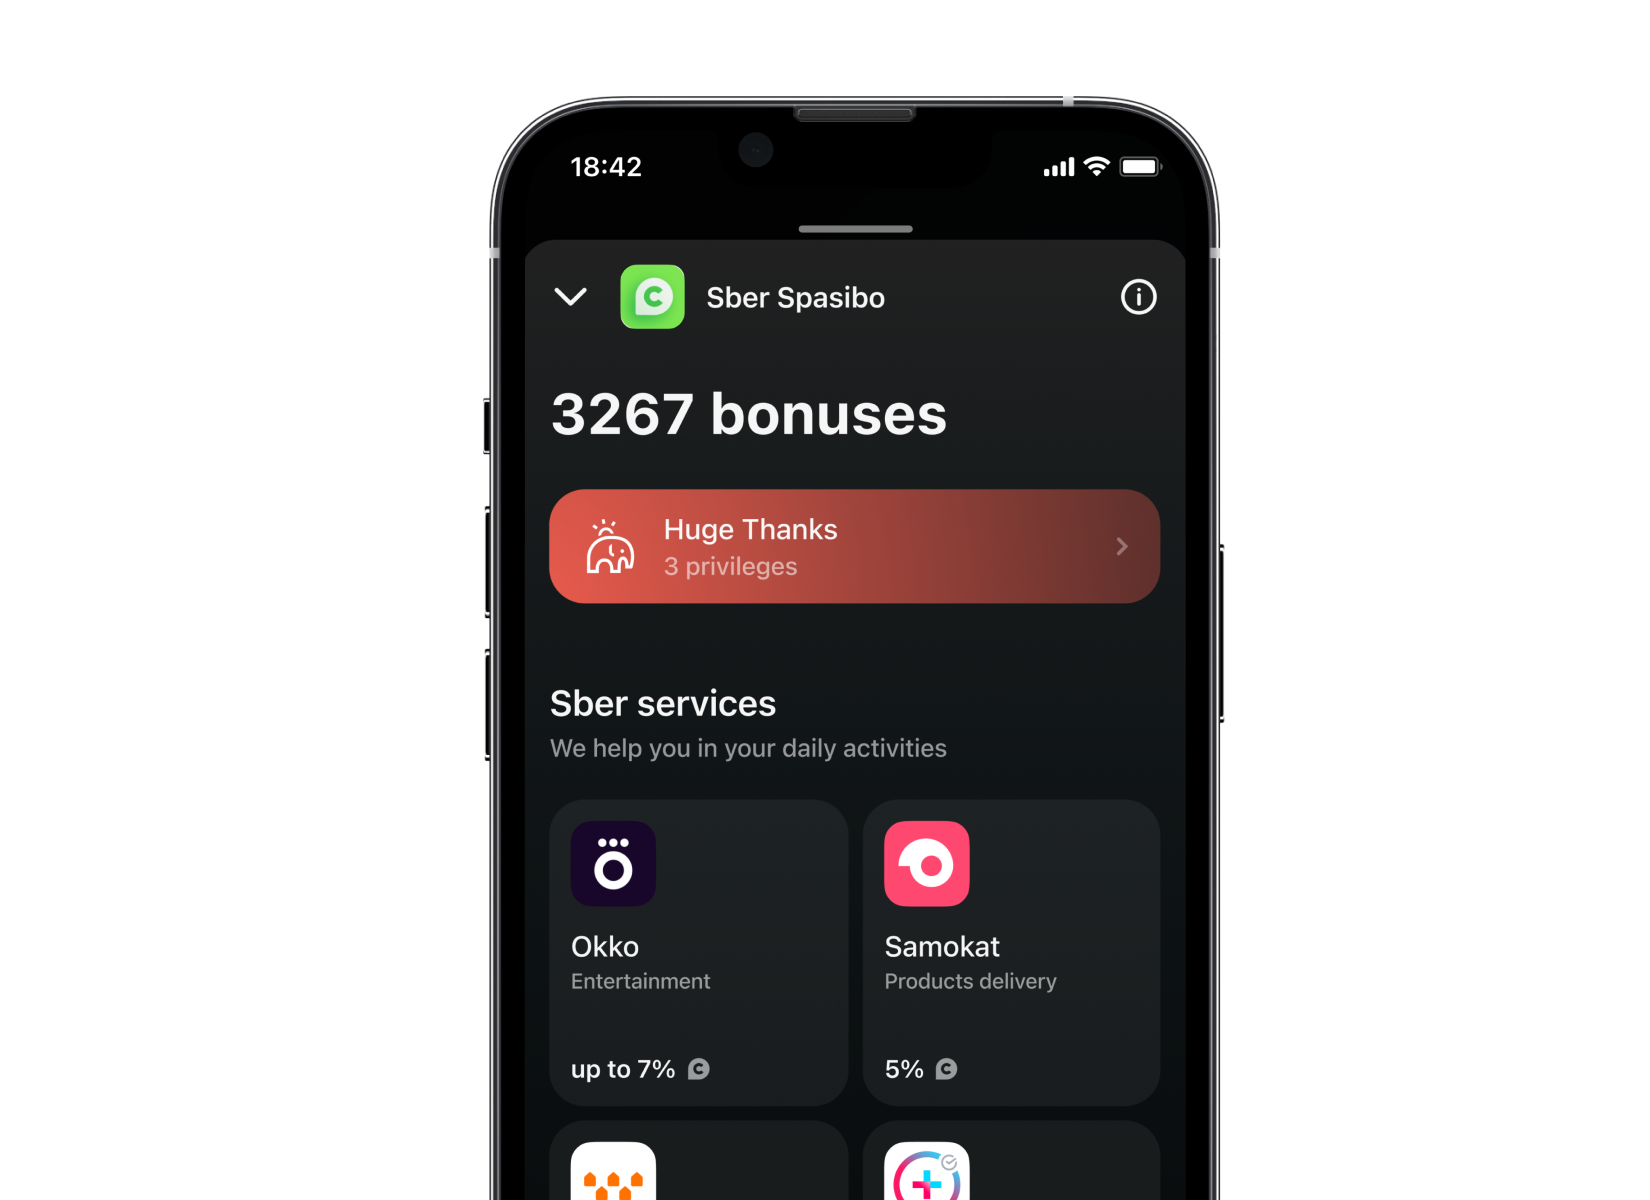 18:42
Sber Spasibo
3267 bonuses
Huge Thanks
3 privileges
Sber services
We help you in your daily activities
Okko
Entertainment
up to 7%
Samokat
Products delivery
5%